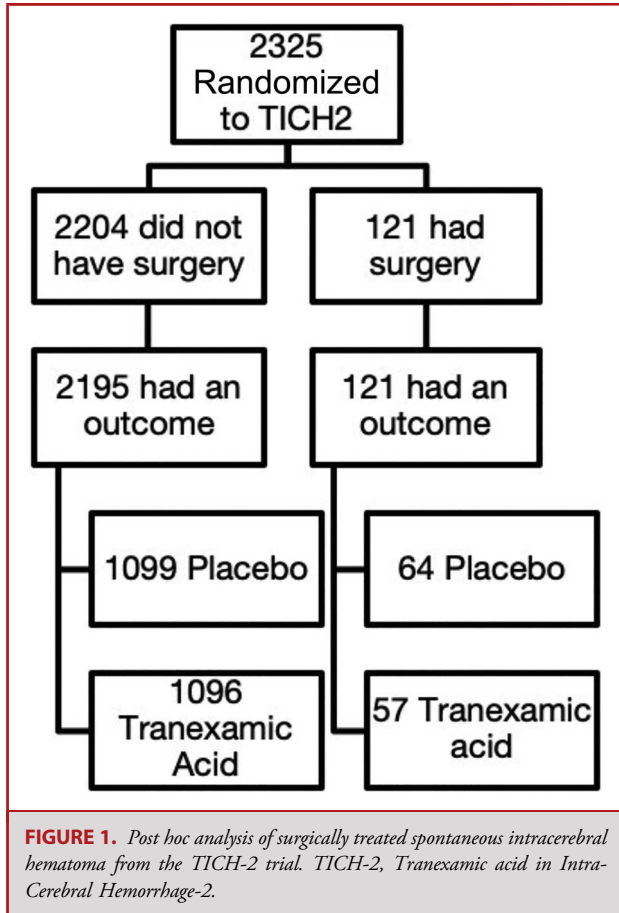 2325
Randomized
to TICH2
2204 did not
have surgery
121 had
surgery
2195 had an
outcome
121 had an
outcome
1099 Placebo
64 Placebo
1096
Tranexamic
Acid
57 Tranexamic
acid
FIGURE 1. Post hoc analysis of surgically treated spontaneous intracerebral
hematoma from the TICH-2 trial. TICH-2, Tranexamic acid in Intra-
Cerebral Hemorrhage-2.